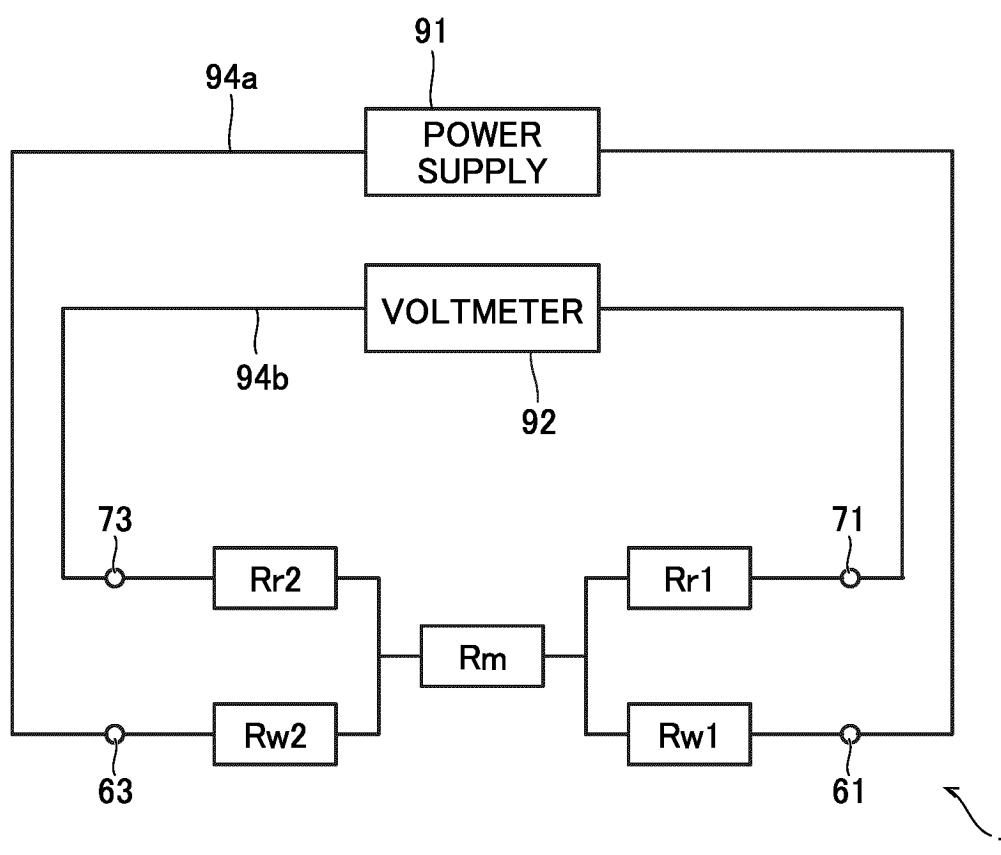 91
94a
POWER
SUPPLY
VOLTMETER
94b
92
73
71
Rr2
Rr1
Rm
Rw2
Rw1
63
61